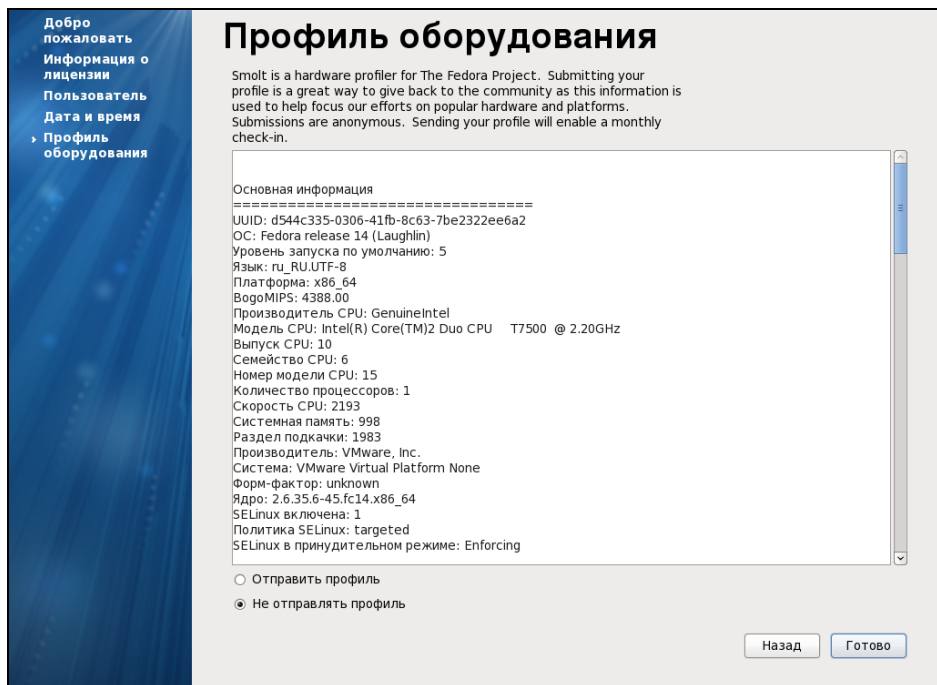 Добро
пожаловать
Информация о
лицензии
Пользователь
Дата и время
Профиль
оборудования
Профиль оборудования
Smolt is a hardware profiler for The Fedora Project. Submitting your
profile is a great way to give back to the community as this information is
used to help focus our efforts on popular hardware and platforms.
Submissions are anonymous. Sending your profile will enable a monthly
check-in.
Основная информация
=================================
UUID: d544c335-0306-41fb-8c63-7be2322ee6a2
ОС: Fedora release 14 (Laughlin)
Уровень запуска по умолчанию: 5
Язык: ru_RU.UTF-8
Платформа: x86_64
BogoMIPS: 4388.00
Производитель CPU: GenuineIntel
Модель CPU: Intel(R) Core(TM)2 Duo CPU     T7500  @ 2.20GHz
Выпуск CPU: 10
Семейство CPU: 6
Номер модели CPU: 15
Количество процессоров: 1
Скорость CPU: 2193
Системная память: 998
Раздел подкачки: 1983
Производитель: VMware, Inc.
Система: VMware Virtual Platform None
Форм-фактор: unknown
Ядро: 2.6.35.6-45.fc14.x86_64
SELinux включена: 1
Политика SELinux: targeted
SELinux в принудительном режиме: Enforcing
Отправить профиль
Не отправлять профиль
Назад
Готово